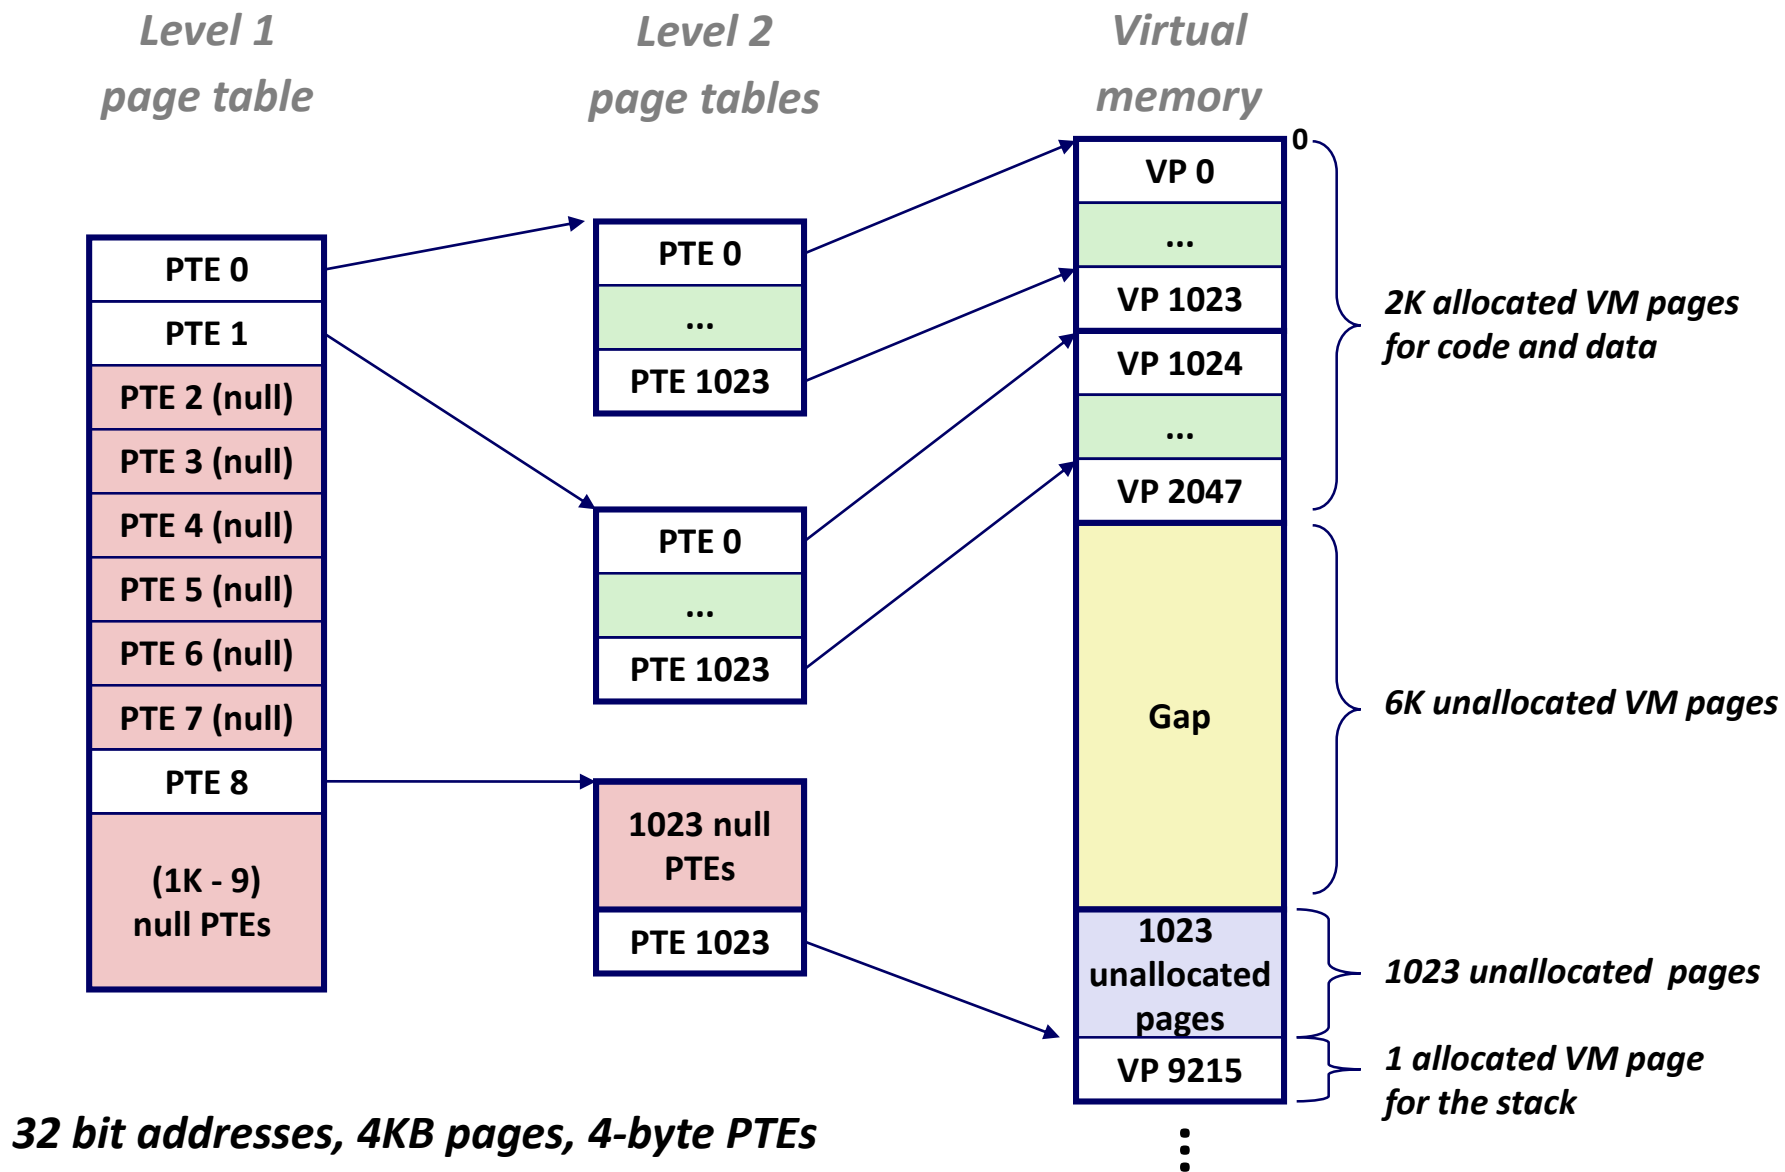 Level 1
page table
Level 2
page tables
Virtual
memory
PTE 0
PTE 1
PTE 2 (null)
PTE 3 (null)
PTE 4 (null)
PTE 5 (null)
PTE 6 (null)
PTE 7 (null)
PTE 8
(1K - 9)
null PTEs
PTE 0
...
PTE 1023
PTE 0
...
PTE 1023
1023 null
PTEs
PTE 1023
0
VP 0
...
VP 1023
VP 1024
...
VP 2047
Gap
1023
unallocated
pages
VP 9215
2K allocated VM pages
for code and data
6K unallocated VM pages
1023 unallocated  pages
1 allocated VM page
for the stack
32 bit addresses, 4KB pages, 4-byte PTEs